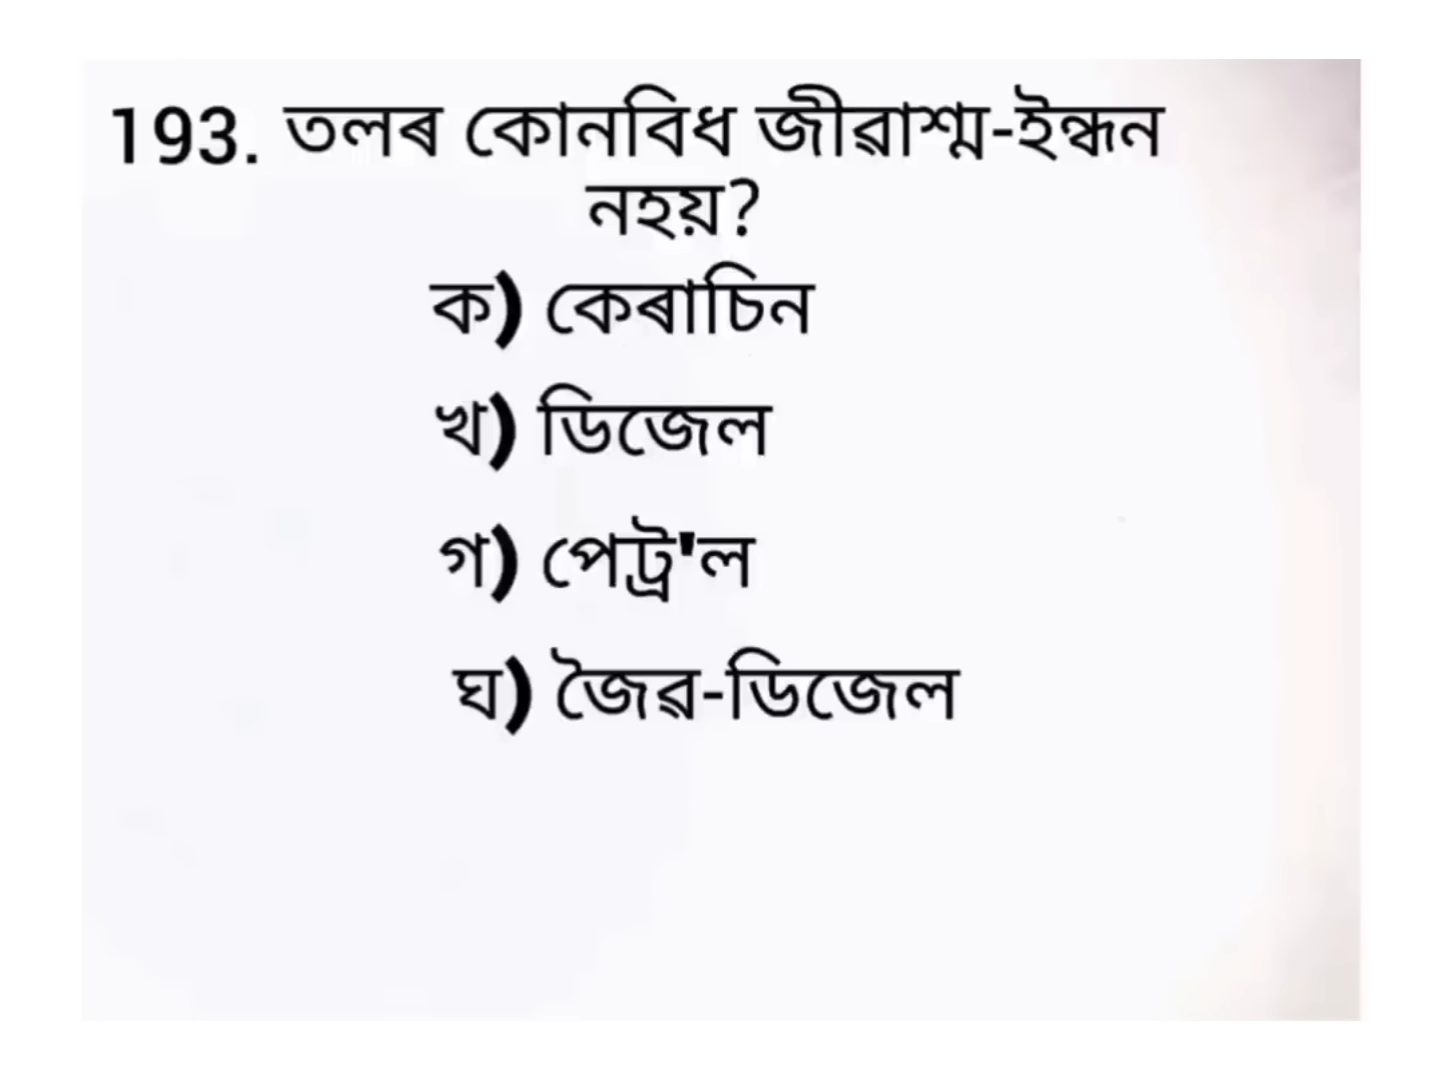 193. তলৰ কোনবিধ জীৱাশ্ম-ইন্ধন
নহয়?
ক) কেৰাচিন
খ) ডিজেল
গ) পেট্ৰ'ল
ঘ) জৈৱ-ডিজেল